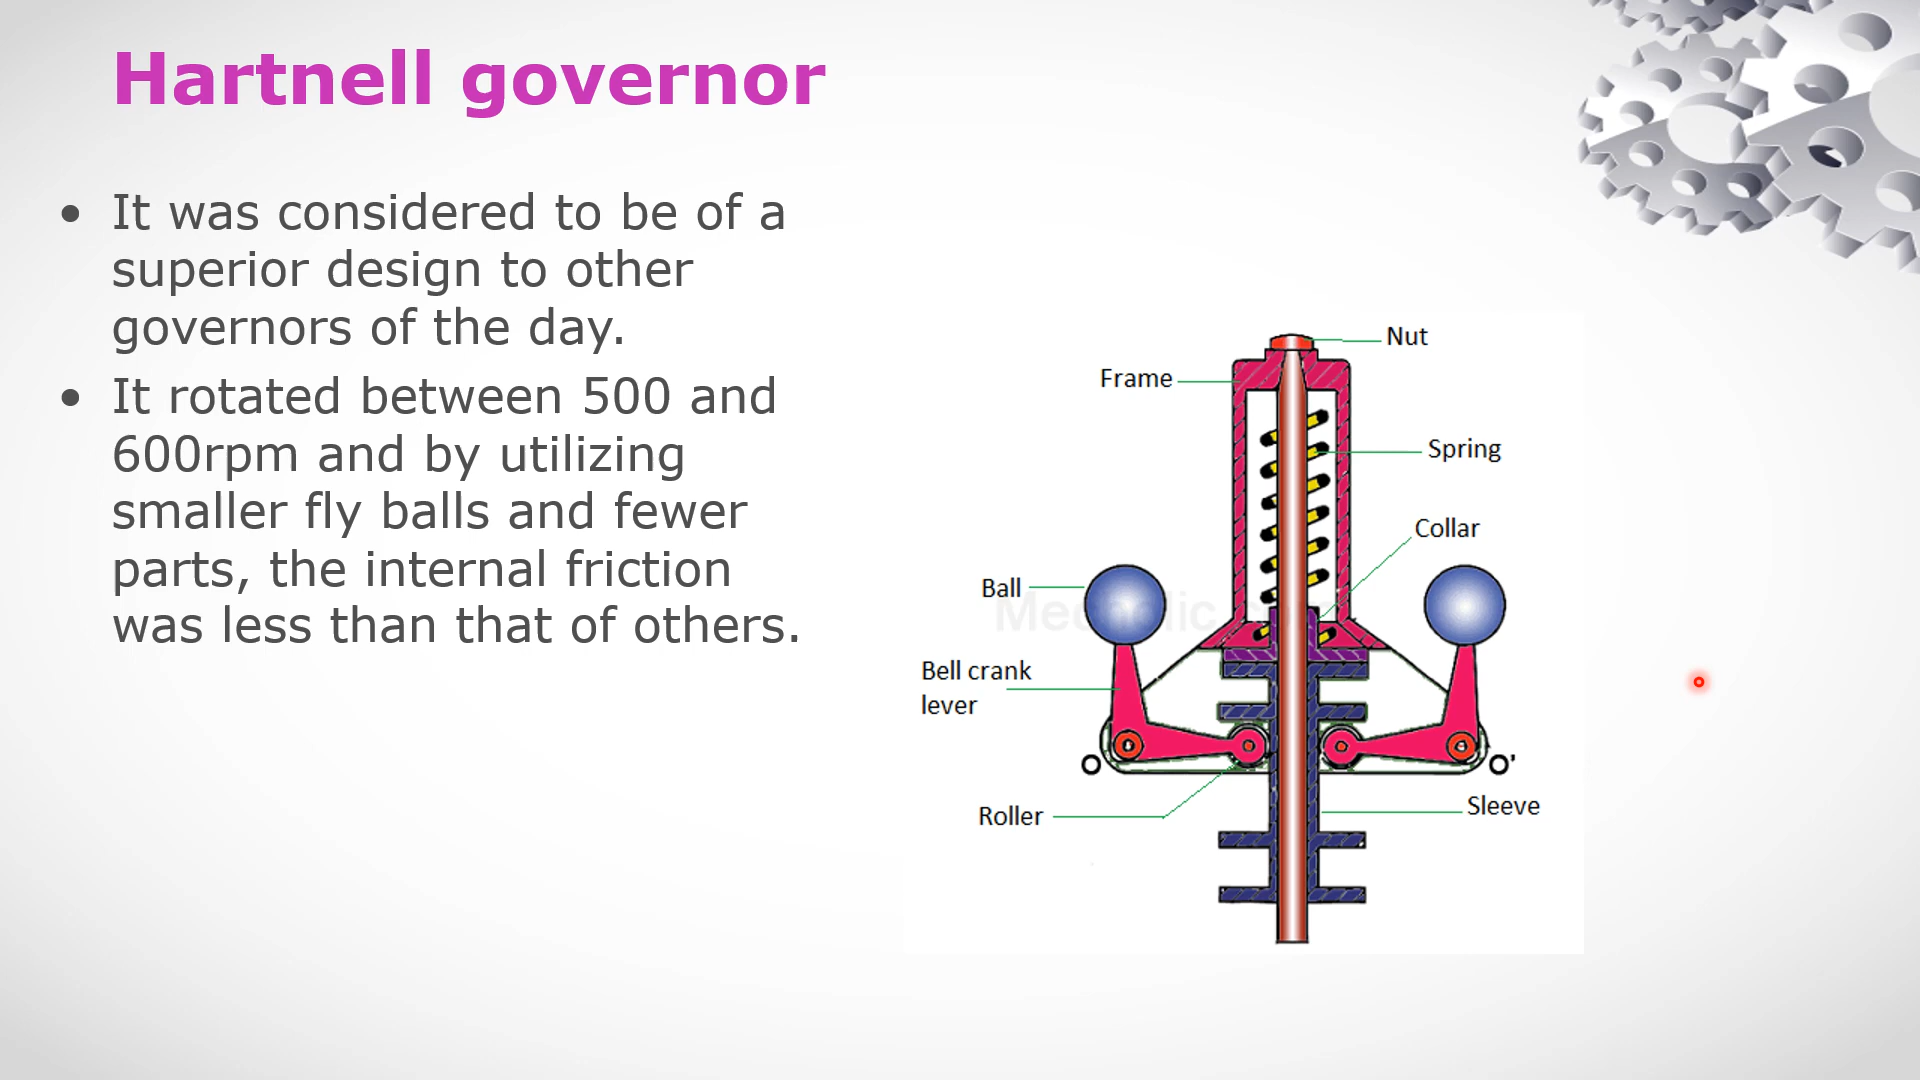 Hartnell governor
• It was considered to be of a
superior design to other
governors of the day.
• It rotated between 500 and
600rpm and by utilizing
smaller fly balls and fewer
parts, the internal friction
was less than that of others.
Nut
Frame
Spring
Collar
Ball
Bell crank
lever
O
O'
Roller
Sleeve